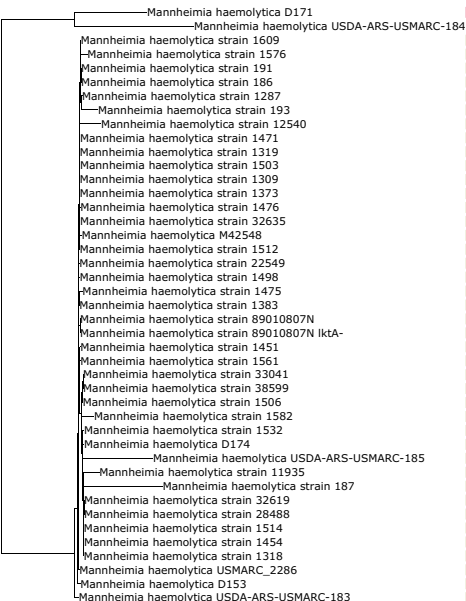 Mannheimia haemolytica D171
Mannheimia haemolytica USDA-ARS-USMARC-184
Mannheimia haemolytica strain 1609
Mannheimia haemolytica strain 1576
Mannheimia haemolytica strain 191
Mannheimia haemolytica strain 186
Mannheimia haemolytica strain 1287
Mannheimia haemolytica strain 193
Mannheimia haemolytica strain 12540
Mannheimia haemolytica strain 1471
Mannheimia haemolytica strain 1319
Mannheimia haemolytica strain 1503
Mannheimia haemolytica strain 1309
Mannheimia haemolytica strain 1373
Mannheimia haemolytica strain 1476
Mannheimia haemolytica strain 32635
Mannheimia haemolytica M42548
Mannheimia haemolytica strain 1512
Mannheimia haemolytica strain 22549
Mannheimia haemolytica strain 1498
Mannheimia haemolytica strain 1475
Mannheimia haemolytica strain 1383
Mannheimia haemolytica strain 89010807N
Mannheimia haemolytica strain 89010807N lktA-
Mannheimia haemolytica strain 1451
Mannheimia haemolytica strain 1561
Mannheimia haemolytica strain 33041
Mannheimia haemolytica strain 38599
Mannheimia haemolytica strain 1506
Mannheimia haemolytica strain 1582
Mannheimia haemolytica strain 1532
Mannheimia haemolytica D174
Mannheimia haemolytica USDA-ARS-USMARC-185
Mannheimia haemolytica strain 11935
Mannheimia haemolytica strain 187
Mannheimia haemolytica strain 32619
Mannheimia haemolytica strain 28488
Mannheimia haemolytica strain 1514
Mannheimia haemolytica strain 1454
Mannheimia haemolytica strain 1318
Mannheimia haemolytica USMARC_2286
Mannheimia haemolytica D153
Mannheimia haemolytica USDA-ARS-USMARC-183